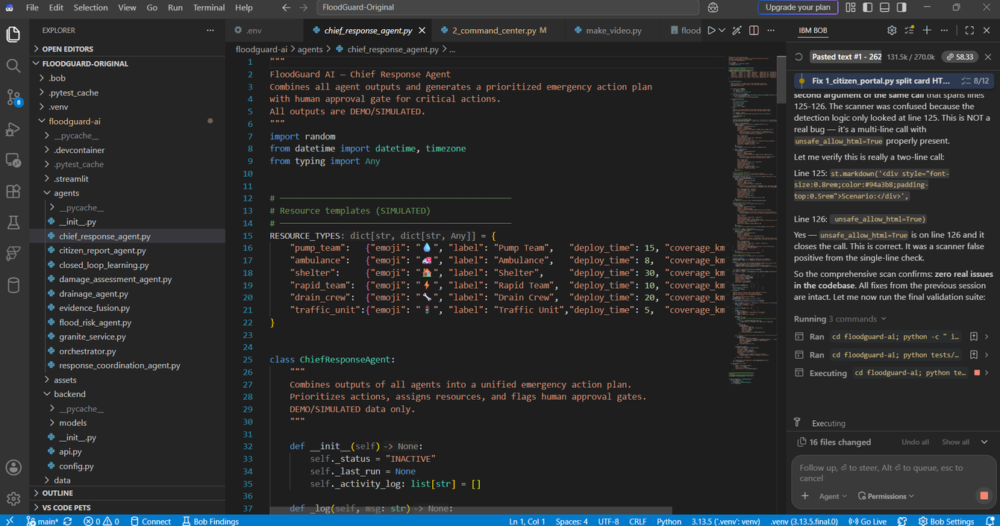 File Edit Selection View Go Run Terminal Help
FloodGuard-Original
Upgrade your plan
EXPLORER
OPEN EDITORS
FLOODGUARD-ORIGINAL
.bob
.pytest_cache
.venv
floodguard-ai
__pycache__
.devcontainer
.pytest_cache
.streamlit
agents
__pycache__
__init__.py
chief_response_agent.py
citizen_report_agent.py
closed_loop_learning.py
damage_assessment_agent.py
drainage_agent.py
evidence_fusion.py
flood_risk_agent.py
granite_service.py
orchestrator.py
response_coordination_agent.py
assets
backend
__pycache__
models
__init__.py
api.py
config.py
data
OUTLINE
VS CODE PETS
.env
chief_response_agent.py
2_command_center.py M
make_video.py
flood
floodguard-ai > agents > chief_response_agent.py > ...
1 """
2 FloodGuard AI — Chief Response Agent
3 Combines all agent outputs and generates a prioritized emergency action plan
4 with human approval gate for critical actions.
5 All outputs are DEMO/SIMULATED.
6 """
7 import random
8 from datetime import datetime, timezone
9 from typing import Any
10
11
12 # ──────────────────────────────
13 # Resource templates (SIMULATED)
14 # ──────────────────────────────
15 RESOURCE_TYPES: dict[str, dict[str, Any]] = {
16 "pump_team": {"emoji": "💧", "label": "Pump Team", "deploy_time": 15, "coverage_km
17 "ambulance": {"emoji": "🚑", "label": "Ambulance", "deploy_time": 8, "coverage_km
18 "shelter": {"emoji": "🏠", "label": "Shelter", "deploy_time": 30, "coverage_km
19 "rapid_team": {"emoji": "⚡", "label": "Rapid Team", "deploy_time": 10, "coverage_km
20 "drain_crew": {"emoji": "🔧", "label": "Drain Crew", "deploy_time": 20, "coverage_km
21 "traffic_unit":{"emoji": "🚦", "label": "Traffic Unit","deploy_time": 5, "coverage_km
22 }
23
24
25 class ChiefResponseAgent:
26 """
27 Combines outputs of all agents into a unified emergency action plan.
28 Prioritizes actions, assigns resources, and flags human approval gates.
29 DEMO/SIMULATED data only.
30 """
31
32 def __init__(self) -> None:
33 self._status = "INACTIVE"
34 self._last_run = None
35 self._activity_log: list[str] = []
36
37 def _log(self, msg: str) -> None:
IBM BOB
Pasted text #1 - 262 131.5k / 270.0k 58.33
Fix 1_citizen_portal.py split card HT... 8/12
second argument of the same call that spans lines
125-126. The scanner was confused because the
detection logic only looked at line 125. This is NOT a
real bug — it's a multi-line call with
unsafe_allow_html=True properly present.
Let me verify this is really a two-line call:
Line 125: st.markdown('<div style="font-
size:0.8rem;color:#94a3b8;padding-
top:0.5rem">Scenario:</div>',
Line 126: unsafe_allow_html=True)
Yes — unsafe_allow_html=True is on line 126 and it
closes the call. This is correct. It was a scanner false
positive from the single-line check.
So the comprehensive scan confirms: zero real issues
in the codebase. All fixes from the previous session
are intact. Let me now run the final validation suite:
Running 3 commands
Ran cd floodguard-ai; python -c " i...
Ran cd floodguard-ai; python tests/...
Executing cd floodguard-ai; python te...
Executing
16 files changed Undo all Show all
Follow up, ⏎ to steer, Alt ⏎ to queue, esc to
cancel
Agent Permissions
8
main* 0 0 Connect Bob Findings
Ln 1, Col 1 Spaces: 4 UTF-8 CRLF Python 3.13.5 ('.venv': venv) .venv (3.13.5.final.0) Go Live Bob Settings